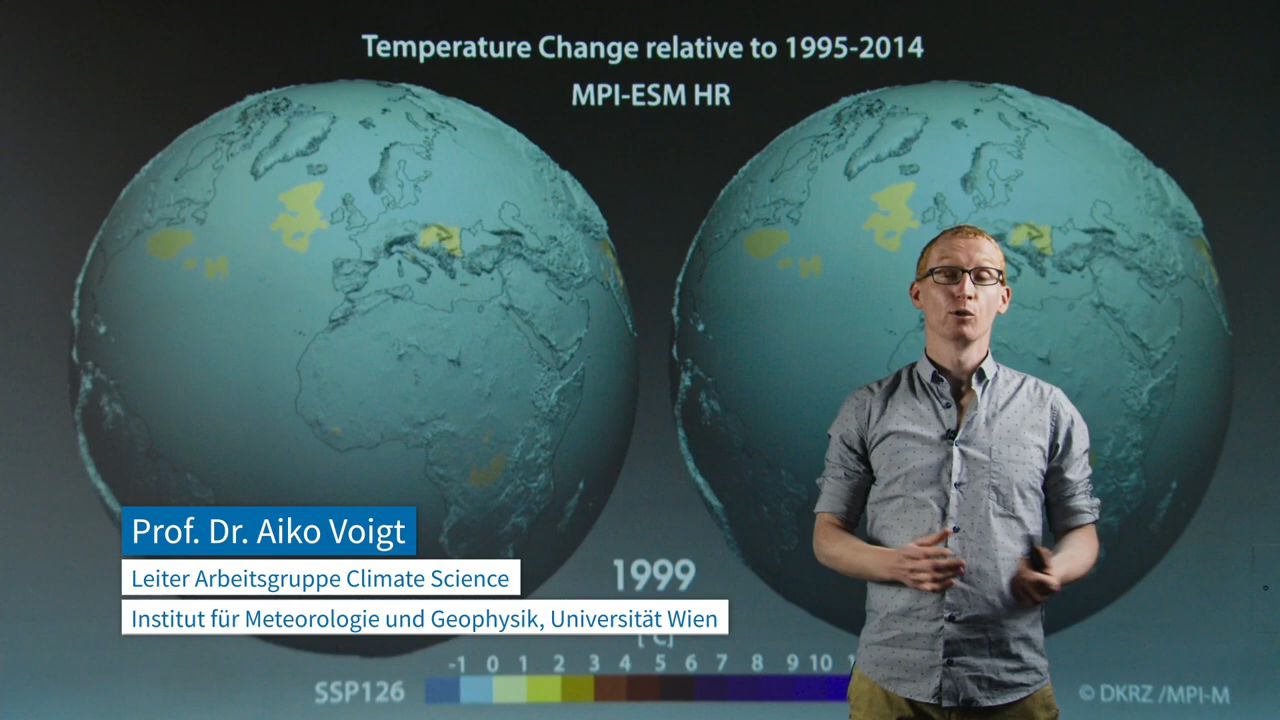 Temperature Change relative to 1995-2014
MPI-ESM HR
Prof. Dr. Aiko Voigt
Leiter Arbeitsgruppe Climate Science
Institut für Meteorologie und Geophysik, Universität Wien
1999
[°C]
-1 0 1 2 3 4 5 6 7 8 9 10
SSP126
© DKRZ /MPI-M